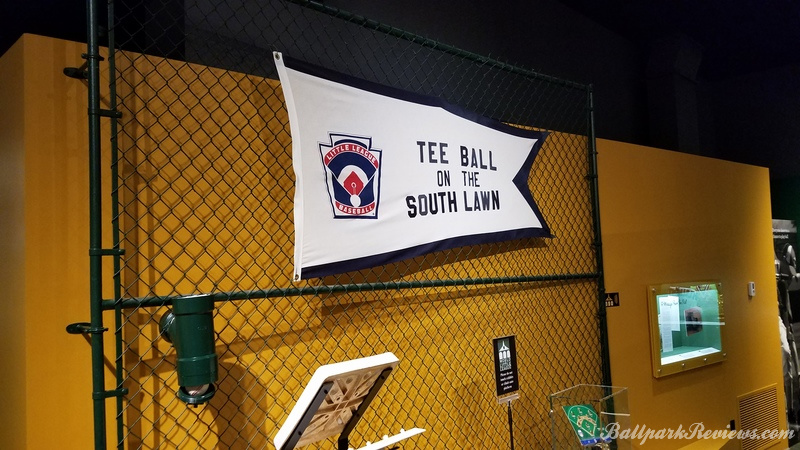 LITTLE LEAGUE
BASEBALL
TEE BALL
ON THE
SOUTH LAWN
BallparkReviews.com